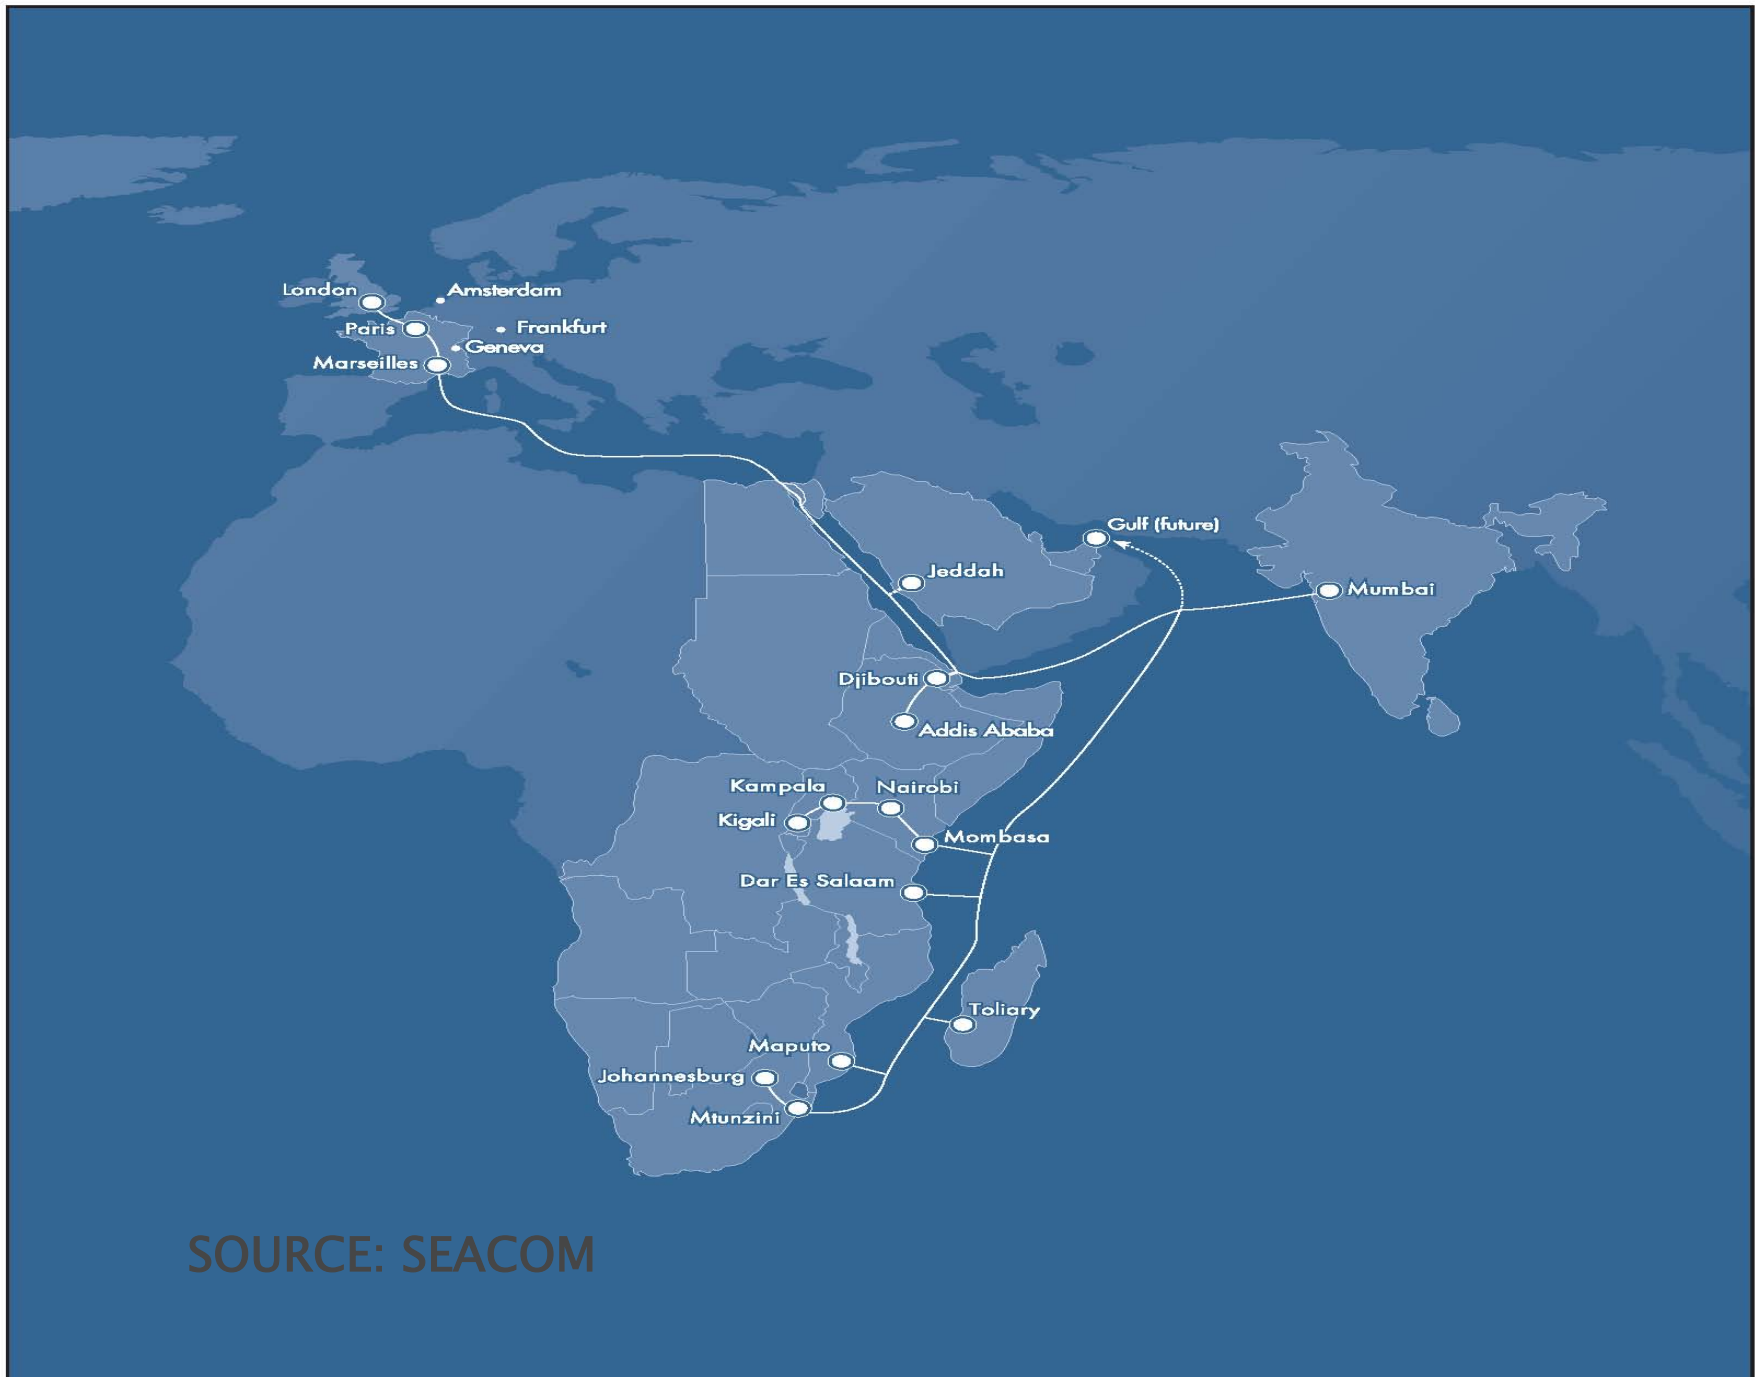 London
Amsterdam
Paris
Frankfurt
Geneva
Marseilles
Gulf (future)
Jeddah
Mumbai
Djibouti
Addis Ababa
Kampala
Nairobi
Kigali
Mombasa
Dar Es Salaam
Toliary
Maputo
Johannesburg
Mtunzini
SOURCE: SEACOM